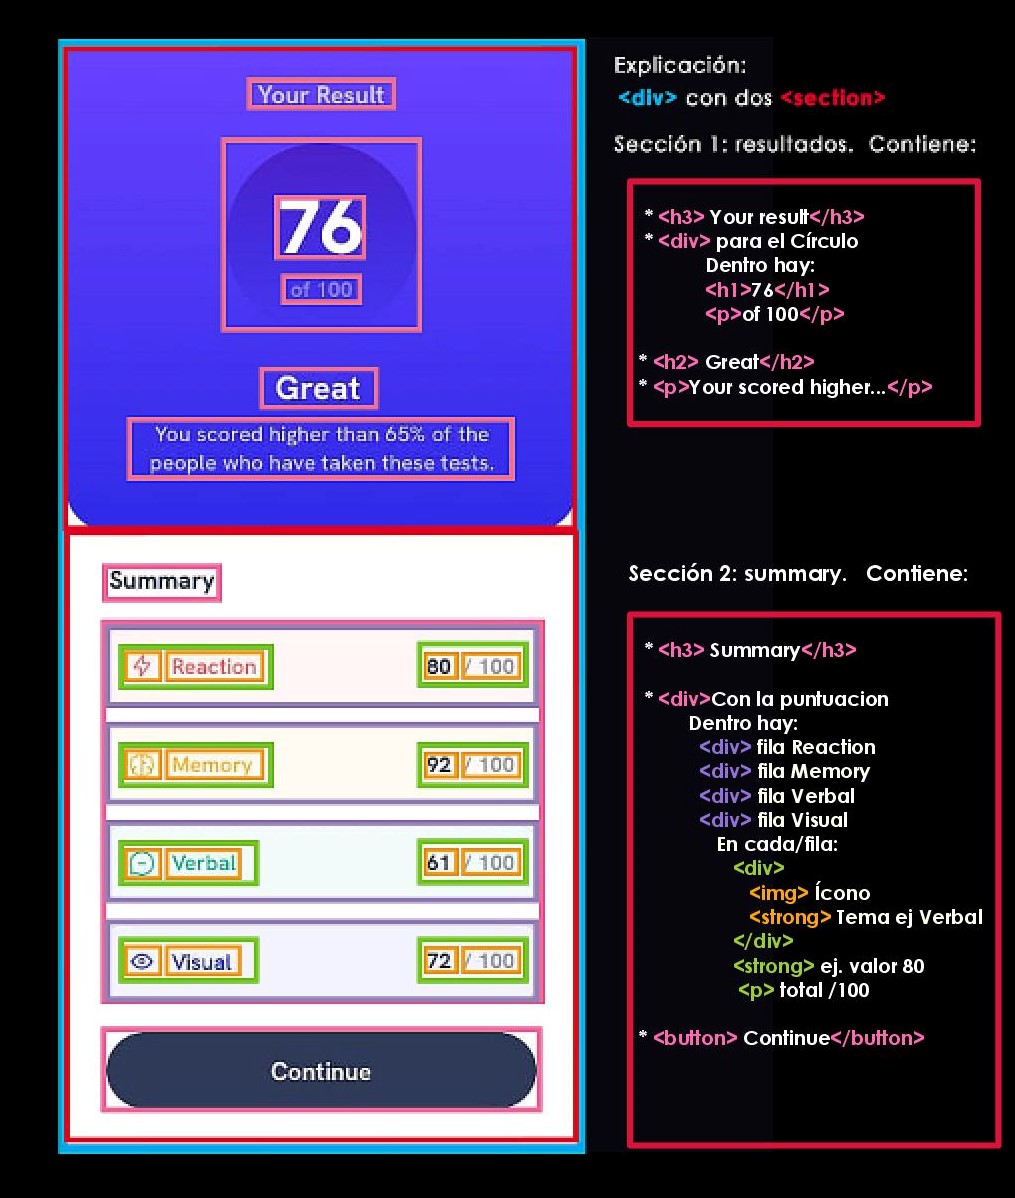 Your Result
76
of 100
Great
You scored higher than 65% of the
people who have taken these tests.
Summary
Reaction 80 / 100
Memory 92 / 100
Verbal 61 / 100
Visual 72 / 100
Continue
Explicación:
<div> con dos <section>
Sección 1: resultados. Contiene:
* <h3> Your result</h3>
* <div> para el Círculo
Dentro hay:
<h1>76</h1>
<p>of 100</p>
* <h2> Great</h2>
* <p>Your scored higher...</p>
Sección 2: summary. Contiene:
* <h3> Summary</h3>
* <div>Con la puntuacion
Dentro hay:
<div> fila Reaction
<div> fila Memory
<div> fila Verbal
<div> fila Visual
En cada/fila:
<div>
<img> Ícono
<strong> Tema ej Verbal
</div>
<strong> ej. valor 80
<p> total /100
* <button> Continue</button>